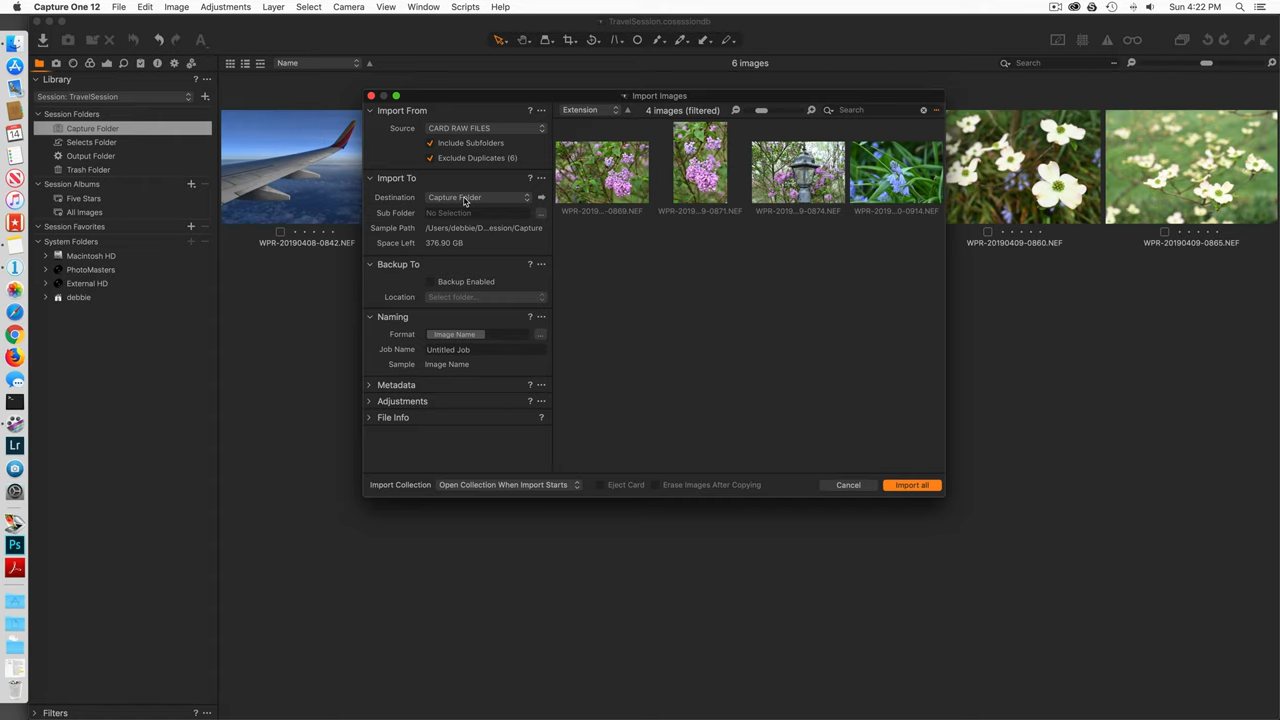 Capture One 12 File Edit View Adjustments Layer Select Camera View Window Scripts Help
Sun 4:22 PM
TravelSession.cosessiondb
Name
6 images
Search
Library
Session: TravelSession
Session Folders
Capture Folder
Selects Folder
Output Folder
Trash Folder
Session Albums
Five Stars
All Images
Session Favorites
System Folders
Macintosh HD
PhotoMasters
External HD
debbie
Filters
WPR-20190408-0842.NEF
WPR-20190409-0860.NEF
WPR-20190409-0865.NEF
Import Images
Import From
Source CARD RAW FILES
Include Subfolders
Exclude Duplicates (6)
Import To
Destination Capture Folder
Sub Folder No Selection
Sample Path /Users/debbie/D...ession/Capture
Space Left 376.90 GB
Backup To
Backup Enabled
Location Select folder...
Naming
Format Image Name
Job Name Untitled Job
Sample Image Name
Metadata
Adjustments
File Info
Extension
4 images (filtered)
Search
WPR-2019...-0869.NEF
WPR-2019...9-0871.NEF
WPR-2019...9-0874.NEF
WPR-2019...0-0914.NEF
Import Collection Open Collection When Import Starts Eject Card Erase Images After Copying Cancel Import all
14
Lr
Ps